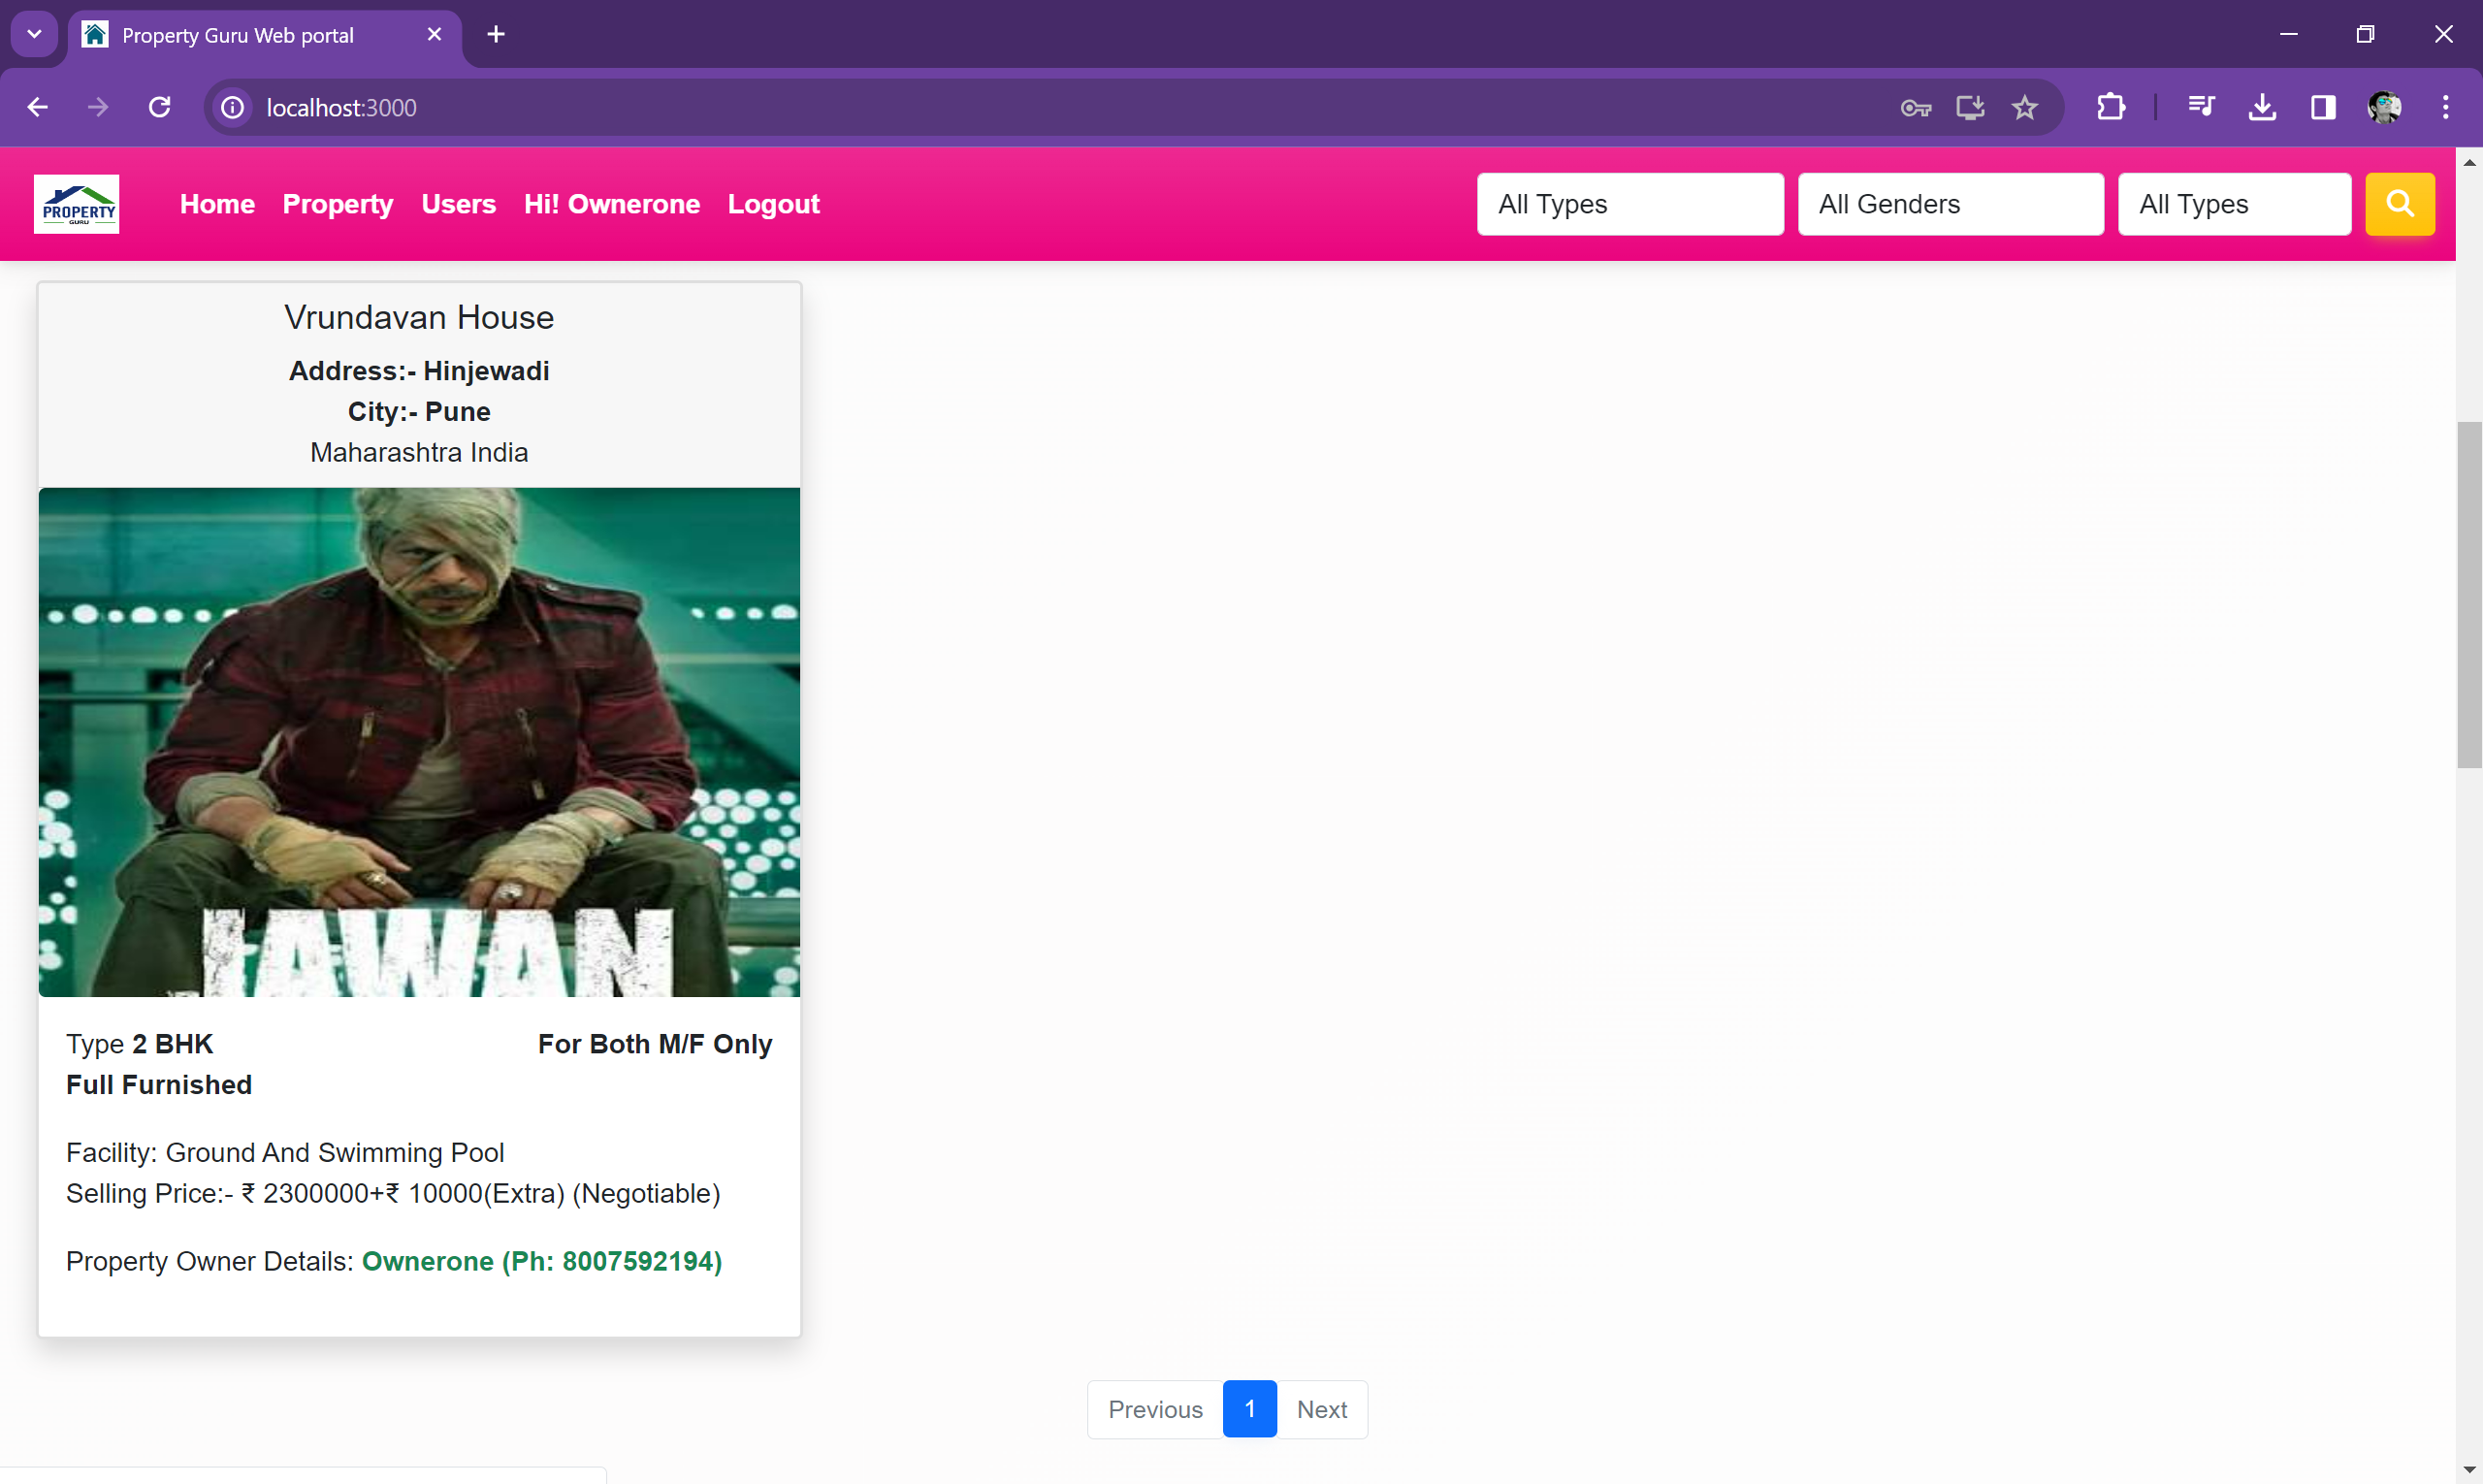 Property Guru Web portal
localhost:3000
PROPERTY
GURU
Home Property Users Hi! Ownerone Logout
All Types All Genders All Types
Vrundavan House
Address:- Hinjewadi
City:- Pune
Maharashtra India
JAWAN
Type 2 BHK For Both M/F Only
Full Furnished
Facility: Ground And Swimming Pool
Selling Price:- ₹ 2300000+₹ 10000(Extra) (Negotiable)
Property Owner Details: Ownerone (Ph: 8007592194)
Previous 1 Next